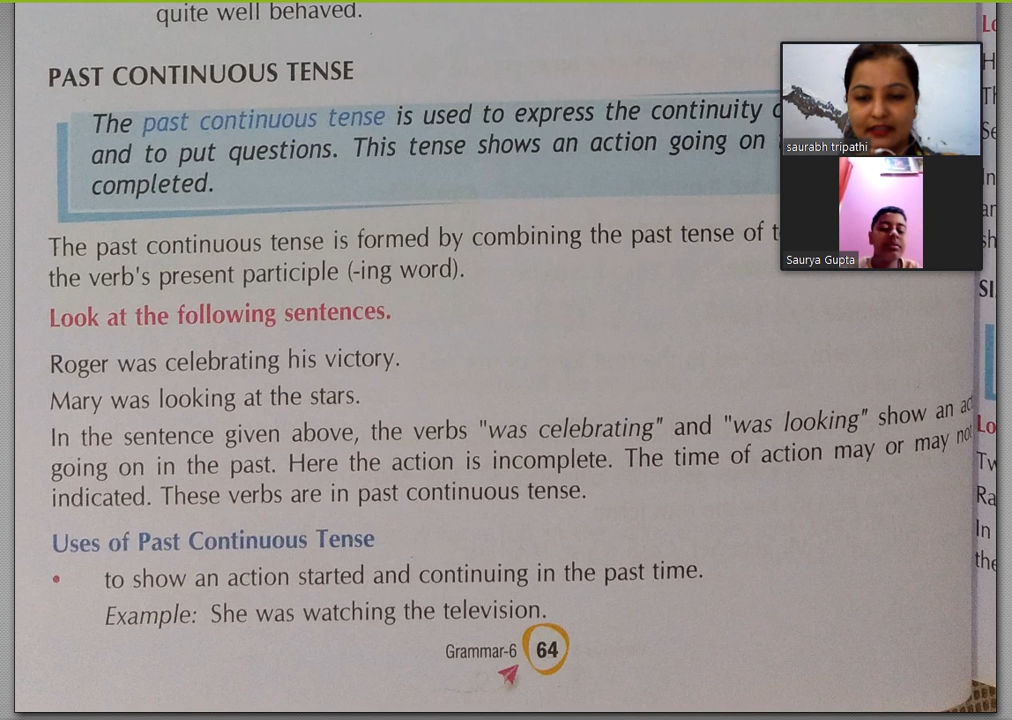 quite well behaved.
PAST CONTINUOUS TENSE
The past continuous tense is used to express the continuity
and to put questions. This tense shows an action going on
completed.
The past continuous tense is formed by combining the past tense of
the verb's present participle (-ing word).
Look at the following sentences.
Roger was celebrating his victory.
Mary was looking at the stars.
In the sentence given above, the verbs "was celebrating" and "was looking" show an
going on in the past. Here the action is incomplete. The time of action may or may
indicated. These verbs are in past continuous tense.
Uses of Past Continuous Tense
• to show an action started and continuing in the past time.
Example: She was watching the television.
Grammar-6 64
saurabh tripathi
Saurya Gupta
In